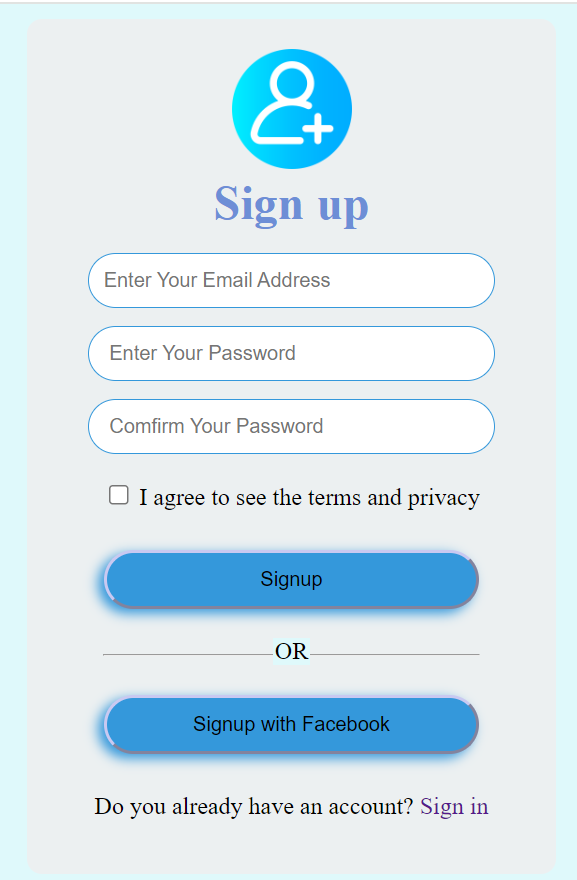 Sign up
Enter Your Email Address
Enter Your Password
Comfirm Your Password
I agree to see the terms and privacy
Signup
OR
Signup with Facebook
Do you already have an account? Sign in